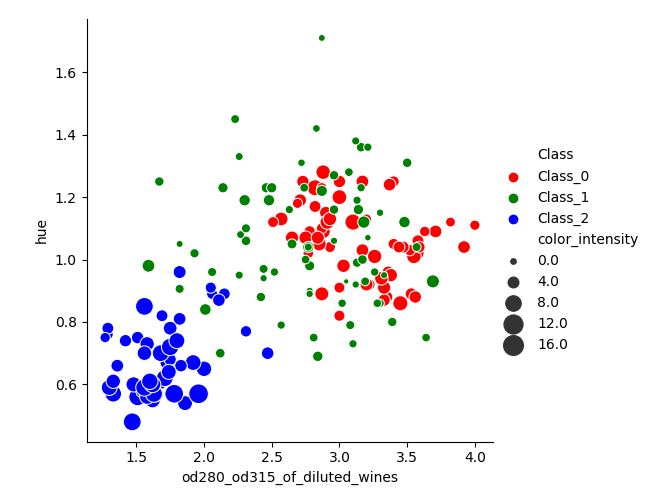 hue
1.6
1.4
1.2
1.0
0.8
0.6
1.5 2.0 2.5 3.0 3.5 4.0
od280_od315_of_diluted_wines
Class
Class_0
Class_1
Class_2
color_intensity
0.0
4.0
8.0
12.0
16.0